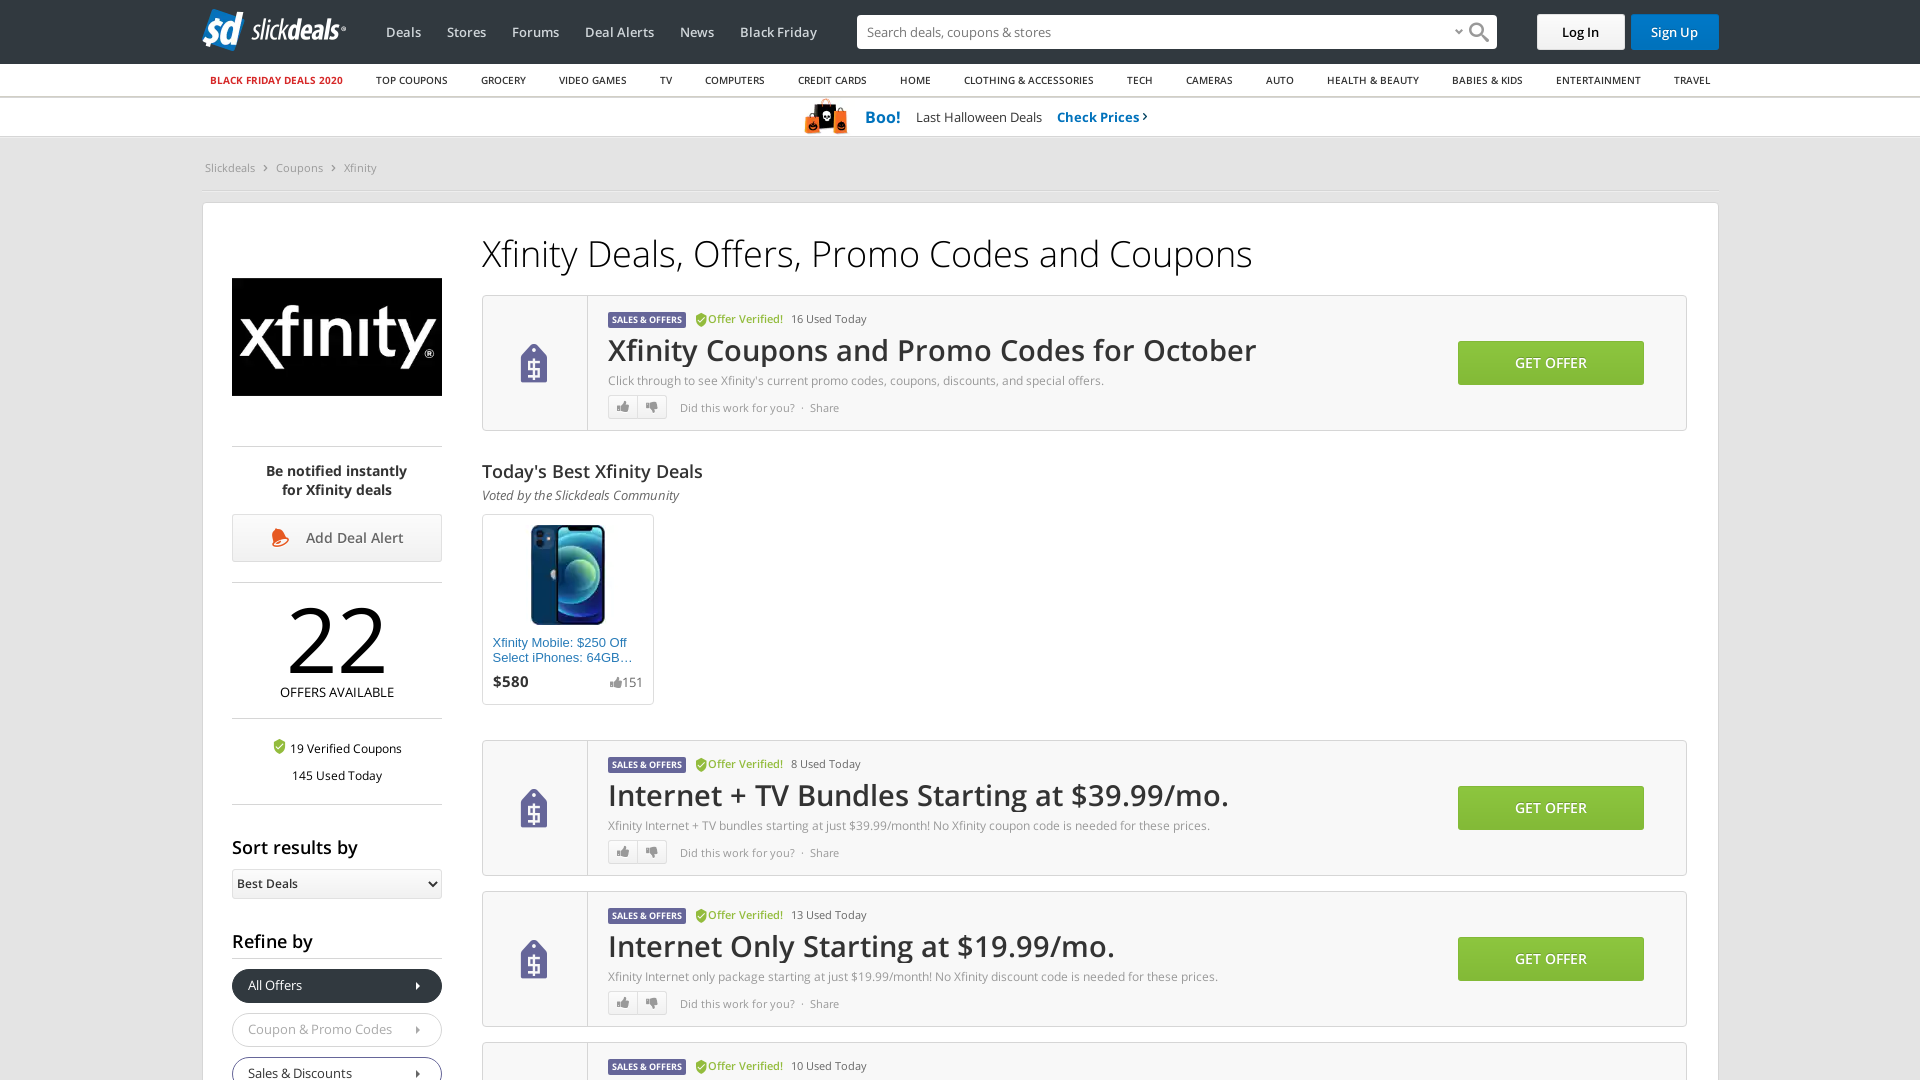 sd slickdeals
Deals
Stores
Forums
Deal Alerts
News
Black Friday
Search deals, coupons & stores
Log In
Sign Up
BLACK FRIDAY DEALS 2020
TOP COUPONS
GROCERY
VIDEO GAMES
TV
COMPUTERS
CREDIT CARDS
HOME
CLOTHING & ACCESSORIES
TECH
CAMERAS
AUTO
HEALTH & BEAUTY
BABIES & KIDS
ENTERTAINMENT
TRAVEL
Boo! Last Halloween Deals Check Prices
Slickdeals
Coupons
Xfinity
xfinity®
Be notified instantly
for Xfinity deals
Add Deal Alert
22
OFFERS AVAILABLE
19 Verified Coupons
145 Used Today
Sort results by
Best Deals
Refine by
All Offers
Coupon & Promo Codes
Sales & Discounts
Xfinity Deals, Offers, Promo Codes and Coupons
SALES & OFFERS Offer Verified! 16 Used Today
Xfinity Coupons and Promo Codes for October
Click through to see Xfinity's current promo codes, coupons, discounts, and special offers.
Did this work for you? · Share
GET OFFER
Today's Best Xfinity Deals
Voted by the Slickdeals Community
Xfinity Mobile: $250 Off
Select iPhones: 64GB…
$580 151
SALES & OFFERS Offer Verified! 8 Used Today
Internet + TV Bundles Starting at $39.99/mo.
Xfinity Internet + TV bundles starting at just $39.99/month! No Xfinity coupon code is needed for these prices.
Did this work for you? · Share
GET OFFER
SALES & OFFERS Offer Verified! 13 Used Today
Internet Only Starting at $19.99/mo.
Xfinity Internet only package starting at just $19.99/month! No Xfinity discount code is needed for these prices.
Did this work for you? · Share
GET OFFER
SALES & OFFERS Offer Verified! 10 Used Today